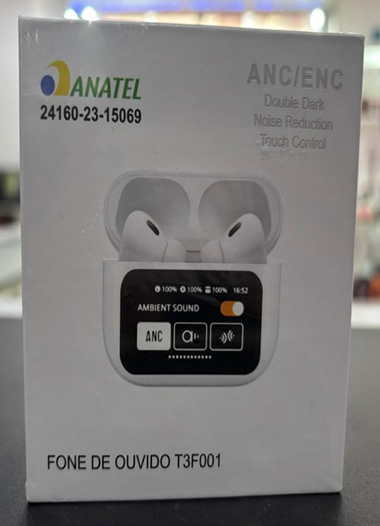 ANATEL
24160-23-15069
ANC/ENC
Double Dark
Noise Reduction
Touch Control
100% 100% 100% 16:52
AMBIENT SOUND
ANC
FONE DE OUVIDO T3F001